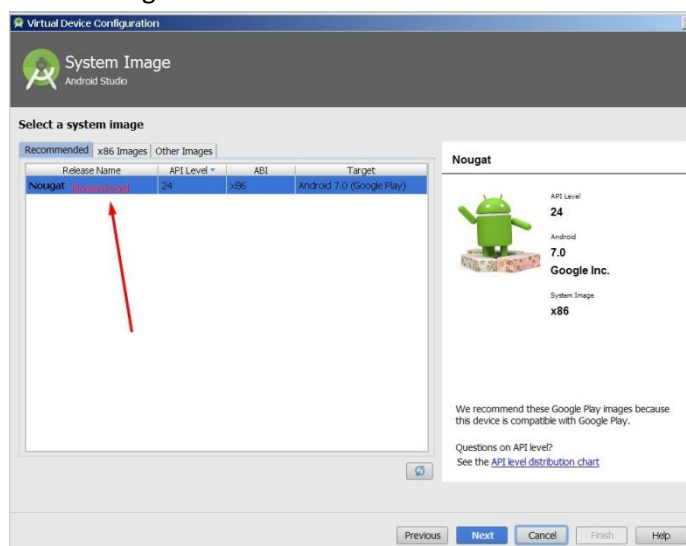 Virtual Device Configuration
System Image
Android Studio
Select a system image
Recommended x86 Images Other Images
Release Name API Level ABI Target
Nougat Download 24 x86 Android 7.0 (Google Play)
Nougat
API Level
24
Android
7.0
Google Inc.
System Image
x86
We recommend these Google Play images because
this device is compatible with Google Play.
Questions on API level?
See the API level distribution chart
Previous Next Cancel Finish Help